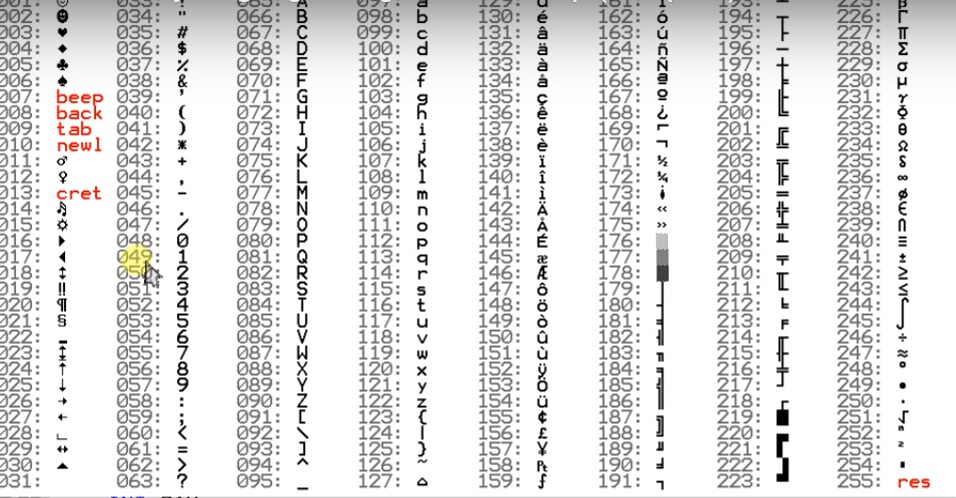 002: ☻ 034: " 066: B 098: b 130: é 162: ó 194: ┬ 226: Γ
003: ♥ 035: # 067: C 099: c 131: â 163: ú 195: ├ 227: π
004: ♦ 036: $ 068: D 100: d 132: ä 164: ñ 196: ─ 228: Σ
005: ♣ 037: % 069: E 101: e 133: à 165: Ñ 197: ┼ 229: σ
006: ♠ 038: & 070: F 102: f 134: å 166: ª 198: ╞ 230: µ
007: beep 039: ' 071: G 103: g 135: ç 167: º 199: ╟ 231: γ
008: back 040: ( 072: H 104: h 136: ê 168: ¿ 200: ╚ 232: Φ
009: tab 041: ) 073: I 105: i 137: ë 169: ⌐ 201: ╔ 233: θ
010: newl 042: * 074: J 106: j 138: è 170: ¬ 202: ╩ 234: Ω
011: ♂ 043: + 075: K 107: k 139: ï 171: ½ 203: ╦ 235: δ
012: ♀ 044: , 076: L 108: l 140: î 172: ¼ 204: ╠ 236: ∞
013: cret 045: - 077: M 109: m 141: ì 173: ¡ 205: ═ 237: ø
014: ♫ 046: . 078: N 110: n 142: Ä 174: « 206: ╬ 238: ∈
015: ☼ 047: / 079: O 111: o 143: Å 175: » 207: ╧ 239: ∩
016: ► 048: 0 080: P 112: p 144: É 176: ░ 208: ╨ 240: ≡
017: ◄ 049: 1 081: Q 113: q 145: æ 177: ▒ 209: ╤ 241: ±
018: ↕ 050: 2 082: R 114: r 146: Æ 178: ▓ 210: ╥ 242: ≥
019: ‼ 051: 3 083: S 115: s 147: ô 179: │ 211: ╙ 243: ≤
020: ¶ 052: 4 084: T 116: t 148: ö 180: ┤ 212: ╘ 244: ⌠
021: § 053: 5 085: U 117: u 149: ò 181: ╡ 213: ╒ 245: ⌡
022: ▬ 054: 6 086: V 118: v 150: û 182: ╢ 214: ╓ 246: ÷
023: ↨ 055: 7 087: W 119: w 151: ù 183: ╖ 215: ╫ 247: ≈
024: ↑ 056: 8 088: X 120: x 152: ÿ 184: ╕ 216: ╪ 248: °
025: ↓ 057: 9 089: Y 121: y 153: Ö 185: ╣ 217: ┘ 249: •
026: → 058: : 090: Z 122: z 154: Ü 186: ║ 218: ┌ 250: ·
027: ← 059: ; 091: [ 123: { 155: ¢ 187: ╗ 219: █ 251: √
028: ∟ 060: < 092: \ 124: | 156: £ 188: ╝ 220: ▄ 252: ⁿ
029: ↔ 061: = 093: ] 125: } 157: ¥ 189: ╜ 221: ▌ 253: ²
030: ▲ 062: > 094: ^ 126: ~ 158: ₧ 190: ╛ 222: ▐ 254: ■
031: 063: ? 095: _ 127: ⌂ 159: ƒ 191: ┐ 223: ▀ 255: res